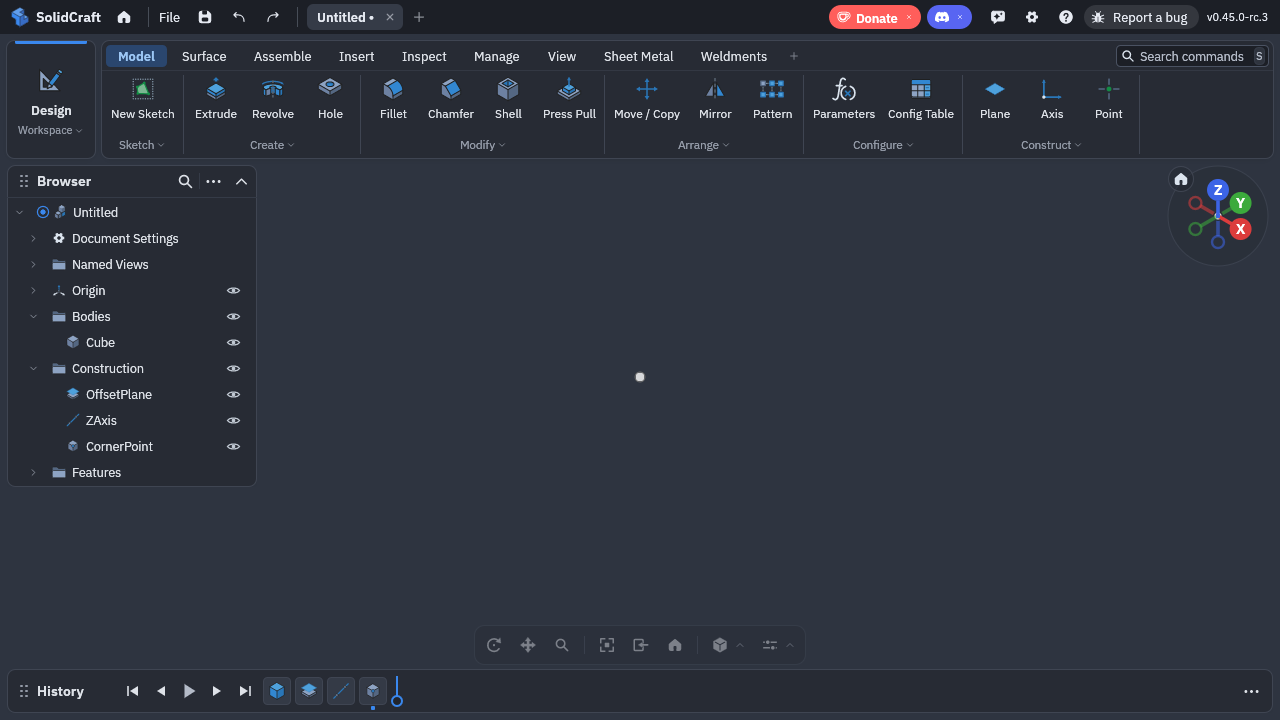 SolidCraft
File
Untitled •
Donate
Report a bug
v0.45.0-rc.3
Design
Workspace
Model
Surface
Assemble
Insert
Inspect
Manage
View
Sheet Metal
Weldments
Search commands
S
New Sketch
Extrude
Revolve
Hole
Fillet
Chamfer
Shell
Press Pull
Move / Copy
Mirror
Pattern
Parameters
Config Table
Plane
Axis
Point
Sketch
Create
Modify
Arrange
Configure
Construct
Browser
Untitled
Document Settings
Named Views
Origin
Bodies
Cube
Construction
OffsetPlane
ZAxis
CornerPoint
Features
Z
Y
X
History